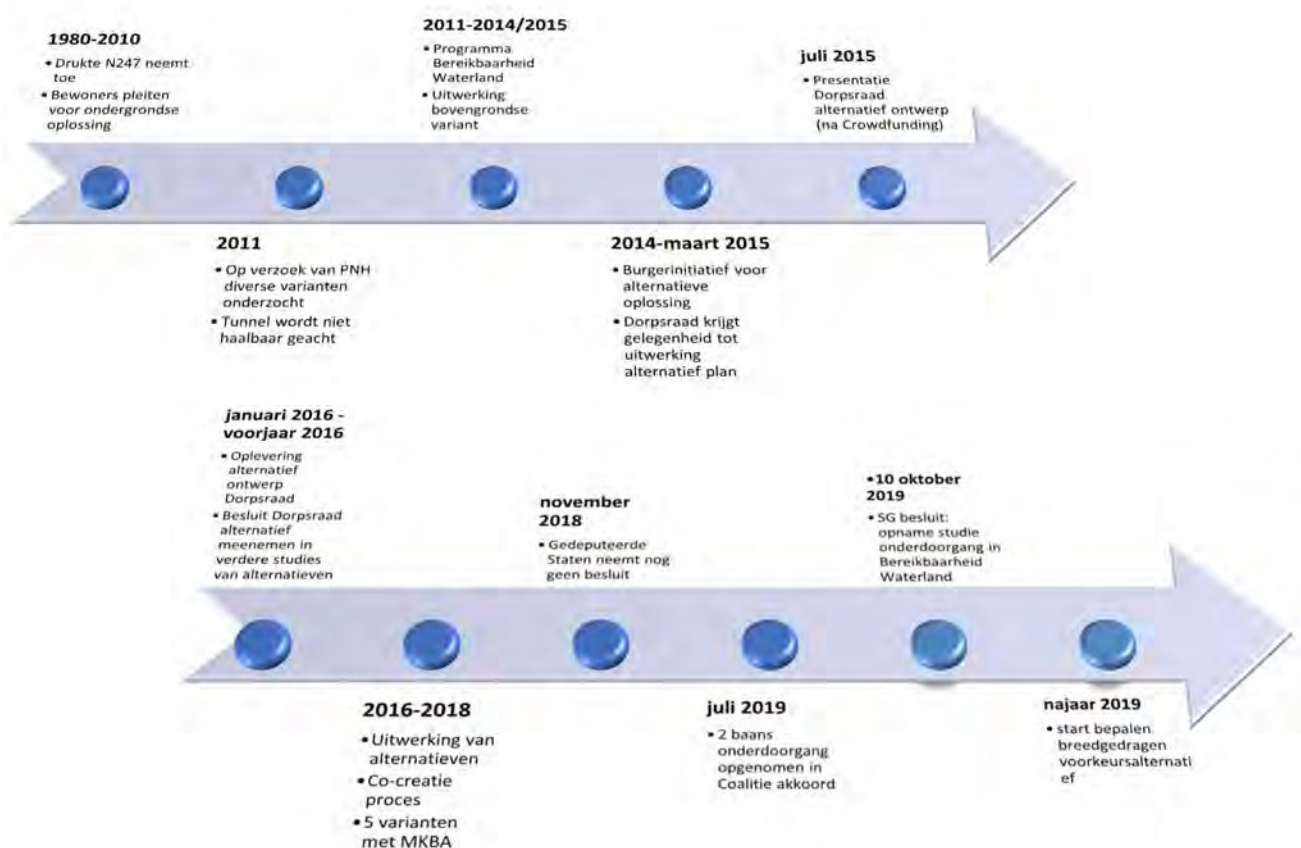 1980-2010
• Drukte N247 neemt
toe
• Bewoners pleiten
voor ondergrondse
oplossing
2011
• Op verzoek van PNH
diverse varianten
onderzocht
• Tunnel wordt niet
haalbaar geacht
2011-2014/2015
• Programma
Bereikbaarheid
Waterland
• Uitwerking
bovengrondse
variant
2014-maart 2015
• Burgerinitiatief voor
alternatieve
oplossing
• Dorpsraad krijgt
gelegenheid tot
uitwerking
alternatief plan
juli 2015
• Presentatie
Dorpsraad
alternatief ontwerp
(na Crowdfunding)
januari 2016 -
voorjaar 2016
• Oplevering
alternatief
ontwerp
Dorpsraad
• Besluit Dorpsraad
alternatief
meenemen in
verdere studies
van alternatieven
2016-2018
• Uitwerking van
alternatieven
• Co-creatie
proces
• 5 varianten
met MKBA
november
2018
• Gedeputeerde
Staten neemt nog
geen besluit
juli 2019
• 2 baans
onderdoorgang
opgenomen in
Coalitie akkoord
• 10 oktober
2019
• SG besluit:
opname studie
onderdoorgang in
Bereikbaarheid
Waterland
najaar 2019
• start bepalen
breedgedragen
voorkeursalternati
ef